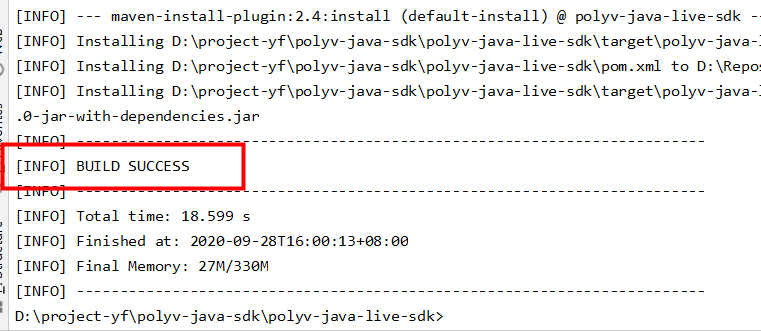 [INFO] --- maven-install-plugin:2.4:install (default-install) @ polyv-java-live-sdk --
[INFO] Installing D:\project-yf\polyv-java-sdk\polyv-java-live-sdk\target\polyv-java-l
[INFO] Installing D:\project-yf\polyv-java-sdk\polyv-java-live-sdk\pom.xml to D:\Repos
[INFO] Installing D:\project-yf\polyv-java-sdk\polyv-java-live-sdk\target\polyv-java-l
.0-jar-with-dependencies.jar
[INFO] ------------------------------------------------------------------------
[INFO] BUILD SUCCESS
[INFO] ------------------------------------------------------------------------
[INFO] Total time: 18.599 s
[INFO] Finished at: 2020-09-28T16:00:13+08:00
[INFO] Final Memory: 27M/330M
[INFO] ------------------------------------------------------------------------
D:\project-yf\polyv-java-sdk\polyv-java-live-sdk>